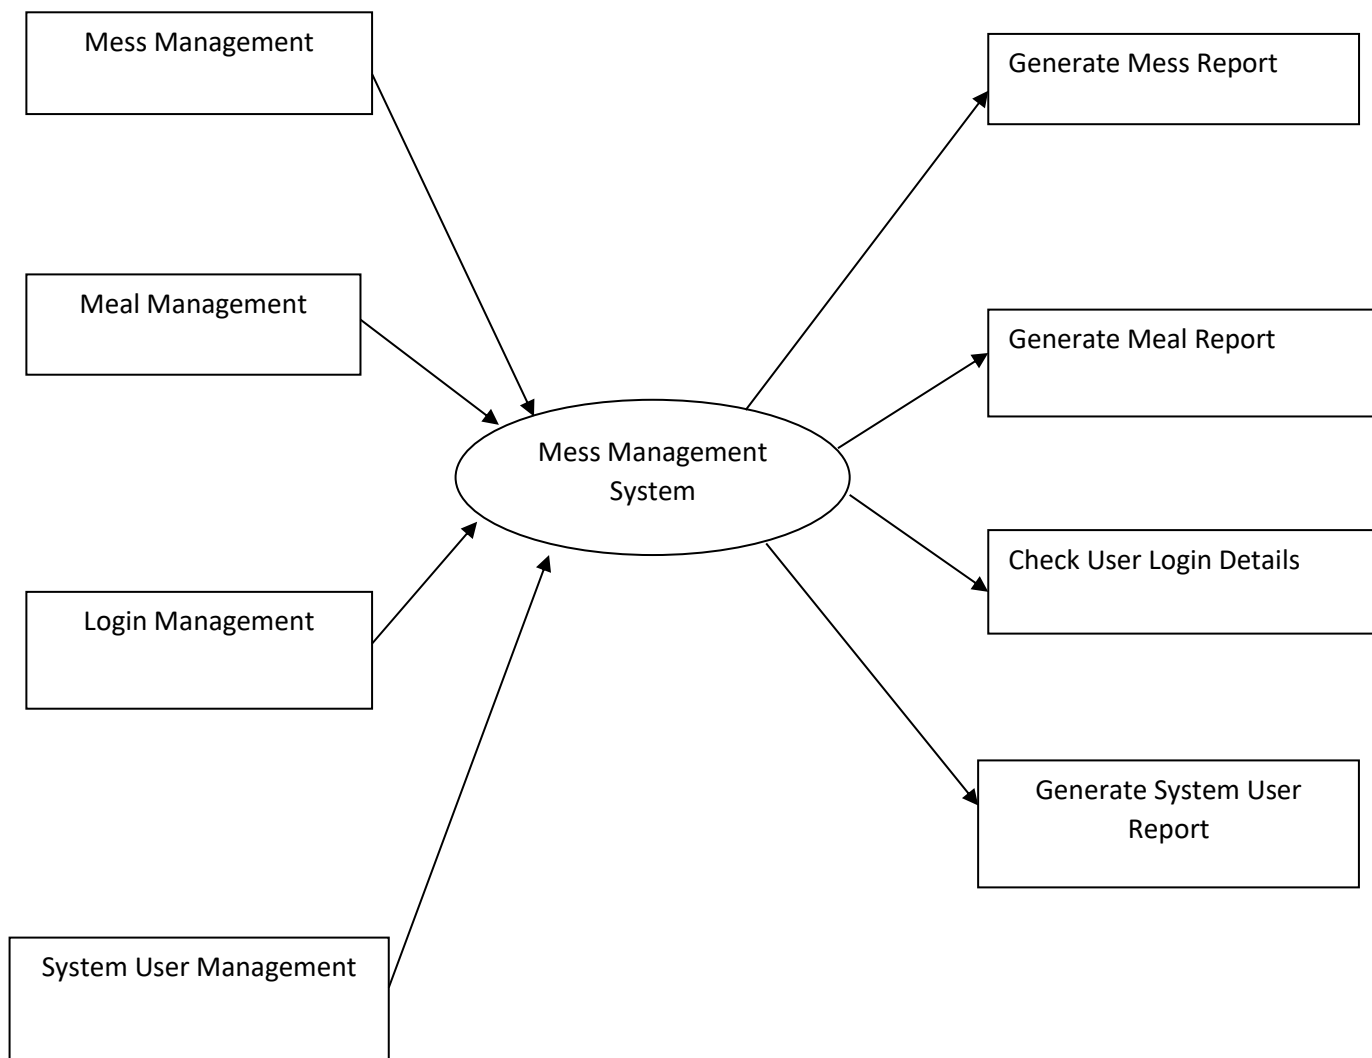 Mess Management
Generate Mess Report
Meal Management
Generate Meal Report
Mess Management
System
Check User Login Details
Login Management
Generate System User
Report
System User Management